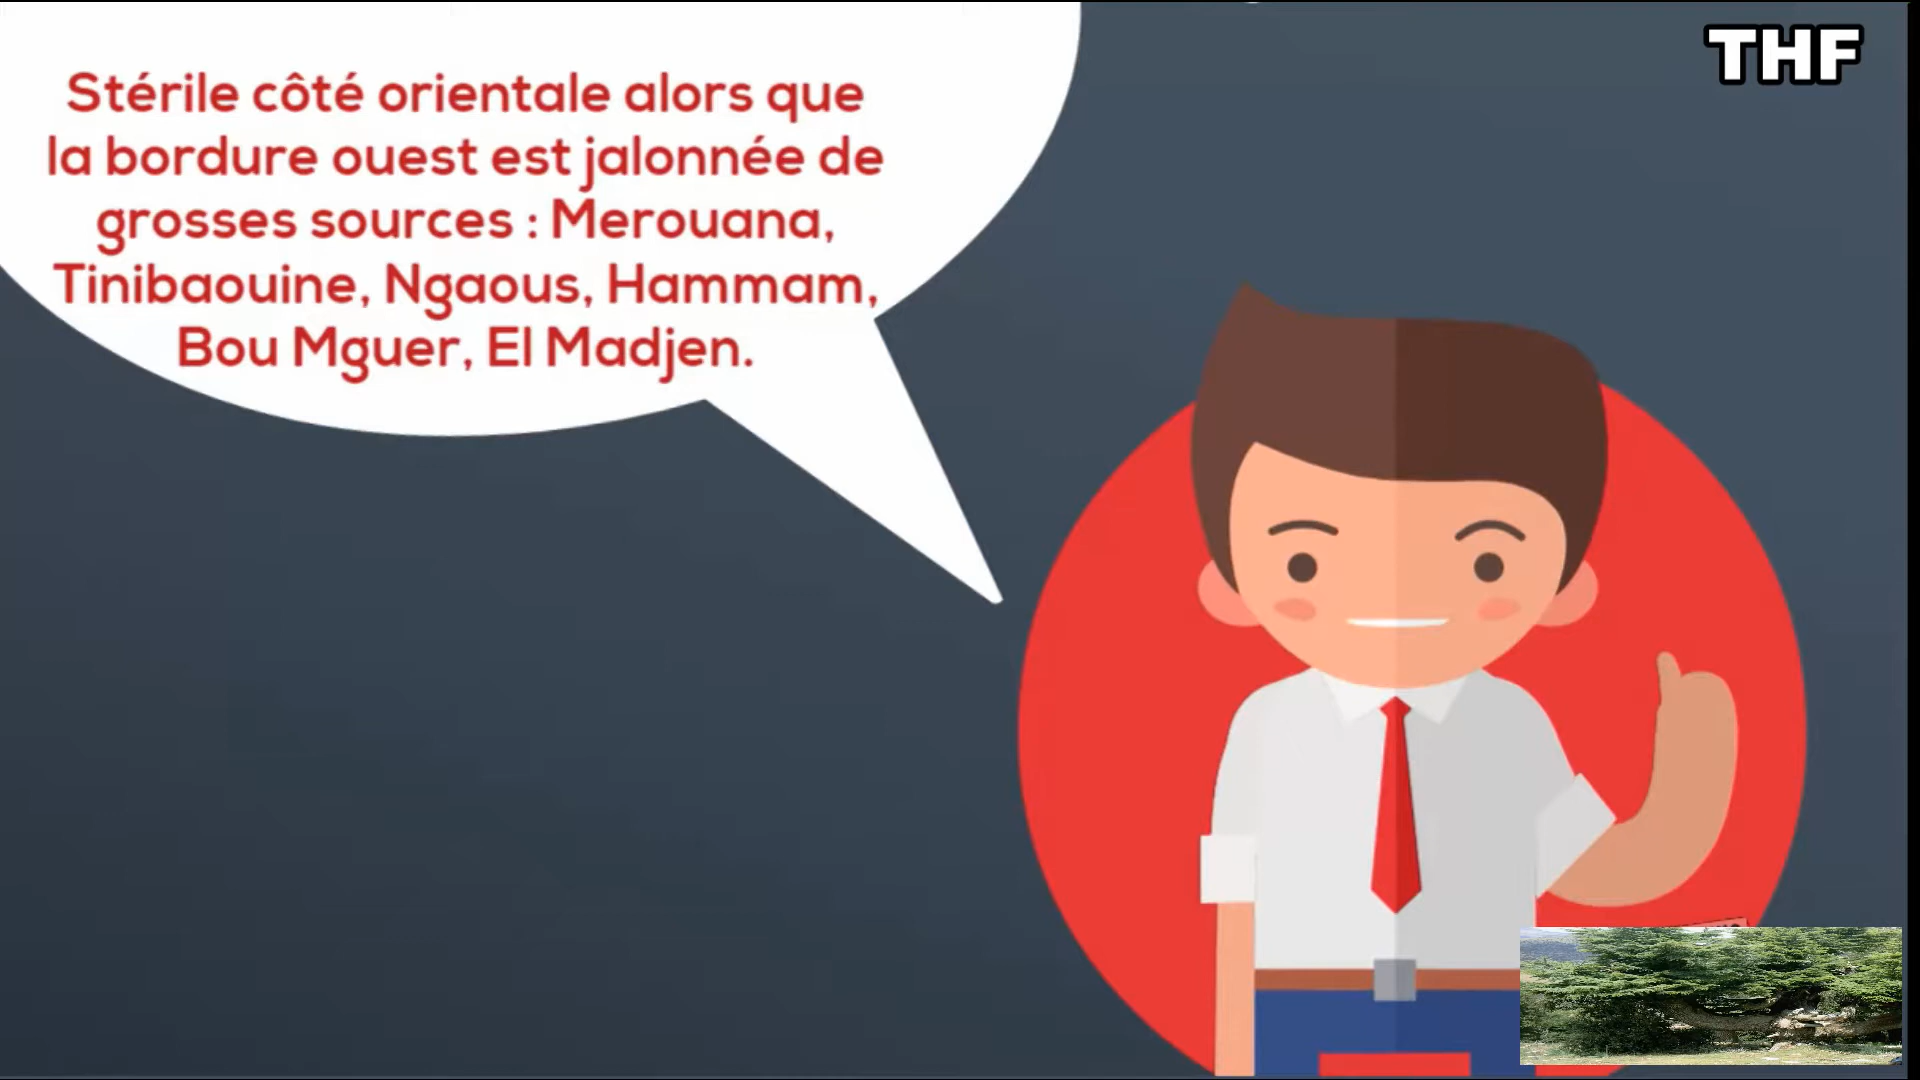 THF
Stérile côté orientale alors que
la bordure ouest est jalonnée de
grosses sources : Merouana,
Tinibaouine, Ngaous, Hammam,
Bou Mguer, El Madjen.